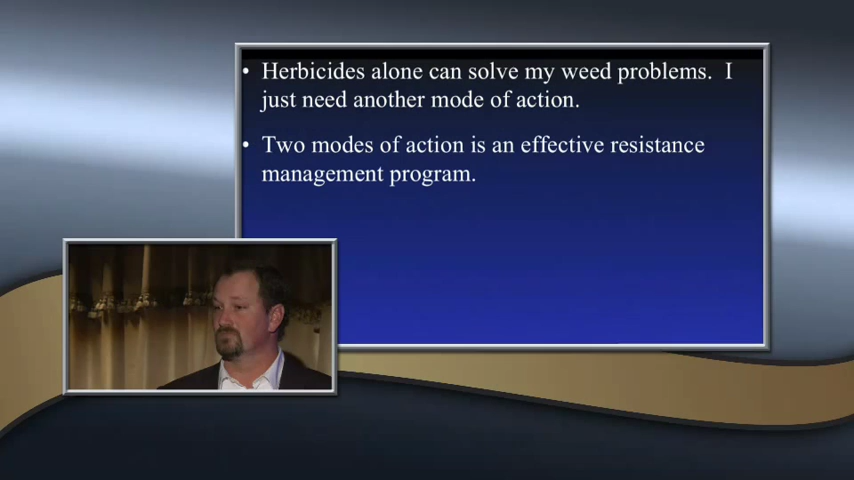 • Herbicides alone can solve my weed problems.  I
just need another mode of action.
• Two modes of action is an effective resistance
management program.